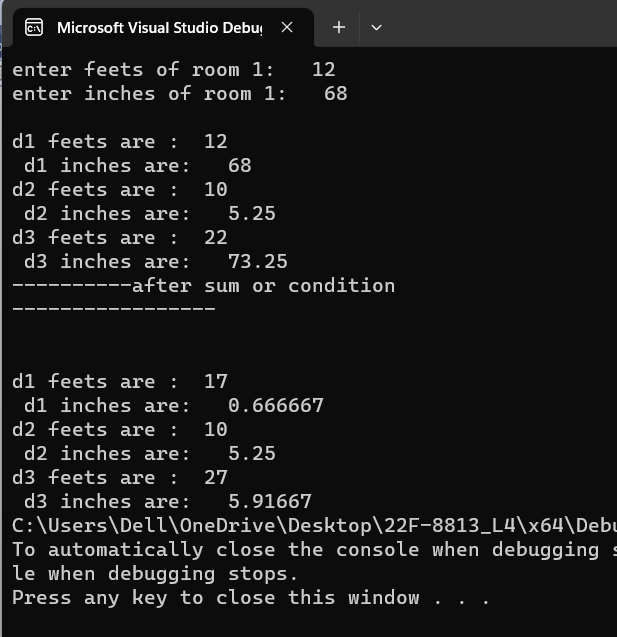 Microsoft Visual Studio Debu
enter feets of room 1:   12
enter inches of room 1:   68
d1 feets are :  12
 d1 inches are:   68
d2 feets are :  10
 d2 inches are:   5.25
d3 feets are :  22
 d3 inches are:   73.25
----------after sum or condition
-----------------
d1 feets are :  17
 d1 inches are:   0.666667
d2 feets are :  10
 d2 inches are:   5.25
d3 feets are :  27
 d3 inches are:   5.91667
C:\Users\Dell\OneDrive\Desktop\22F-8813_L4\x64\Debu
To automatically close the console when debugging s
le when debugging stops.
Press any key to close this window . . .